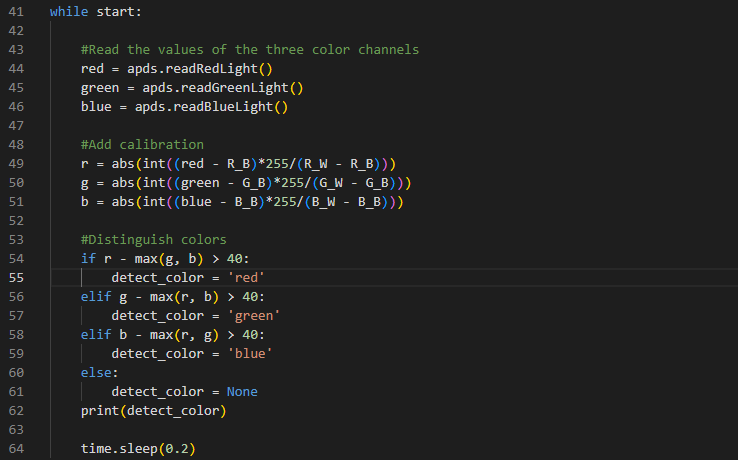 41 while start:
42
43 #Read the values of the three color channels
44 red = apds.readRedLight()
45 green = apds.readGreenLight()
46 blue = apds.readBlueLight()
47
48 #Add calibration
49 r = abs(int((red - R_B)*255/(R_W - R_B)))
50 g = abs(int((green - G_B)*255/(G_W - G_B)))
51 b = abs(int((blue - B_B)*255/(B_W - B_B)))
52
53 #Distinguish colors
54 if r - max(g, b) > 40:
55 detect_color = 'red'
56 elif g - max(r, b) > 40:
57 detect_color = 'green'
58 elif b - max(r, g) > 40:
59 detect_color = 'blue'
60 else:
61 detect_color = None
62 print(detect_color)
63
64 time.sleep(0.2)